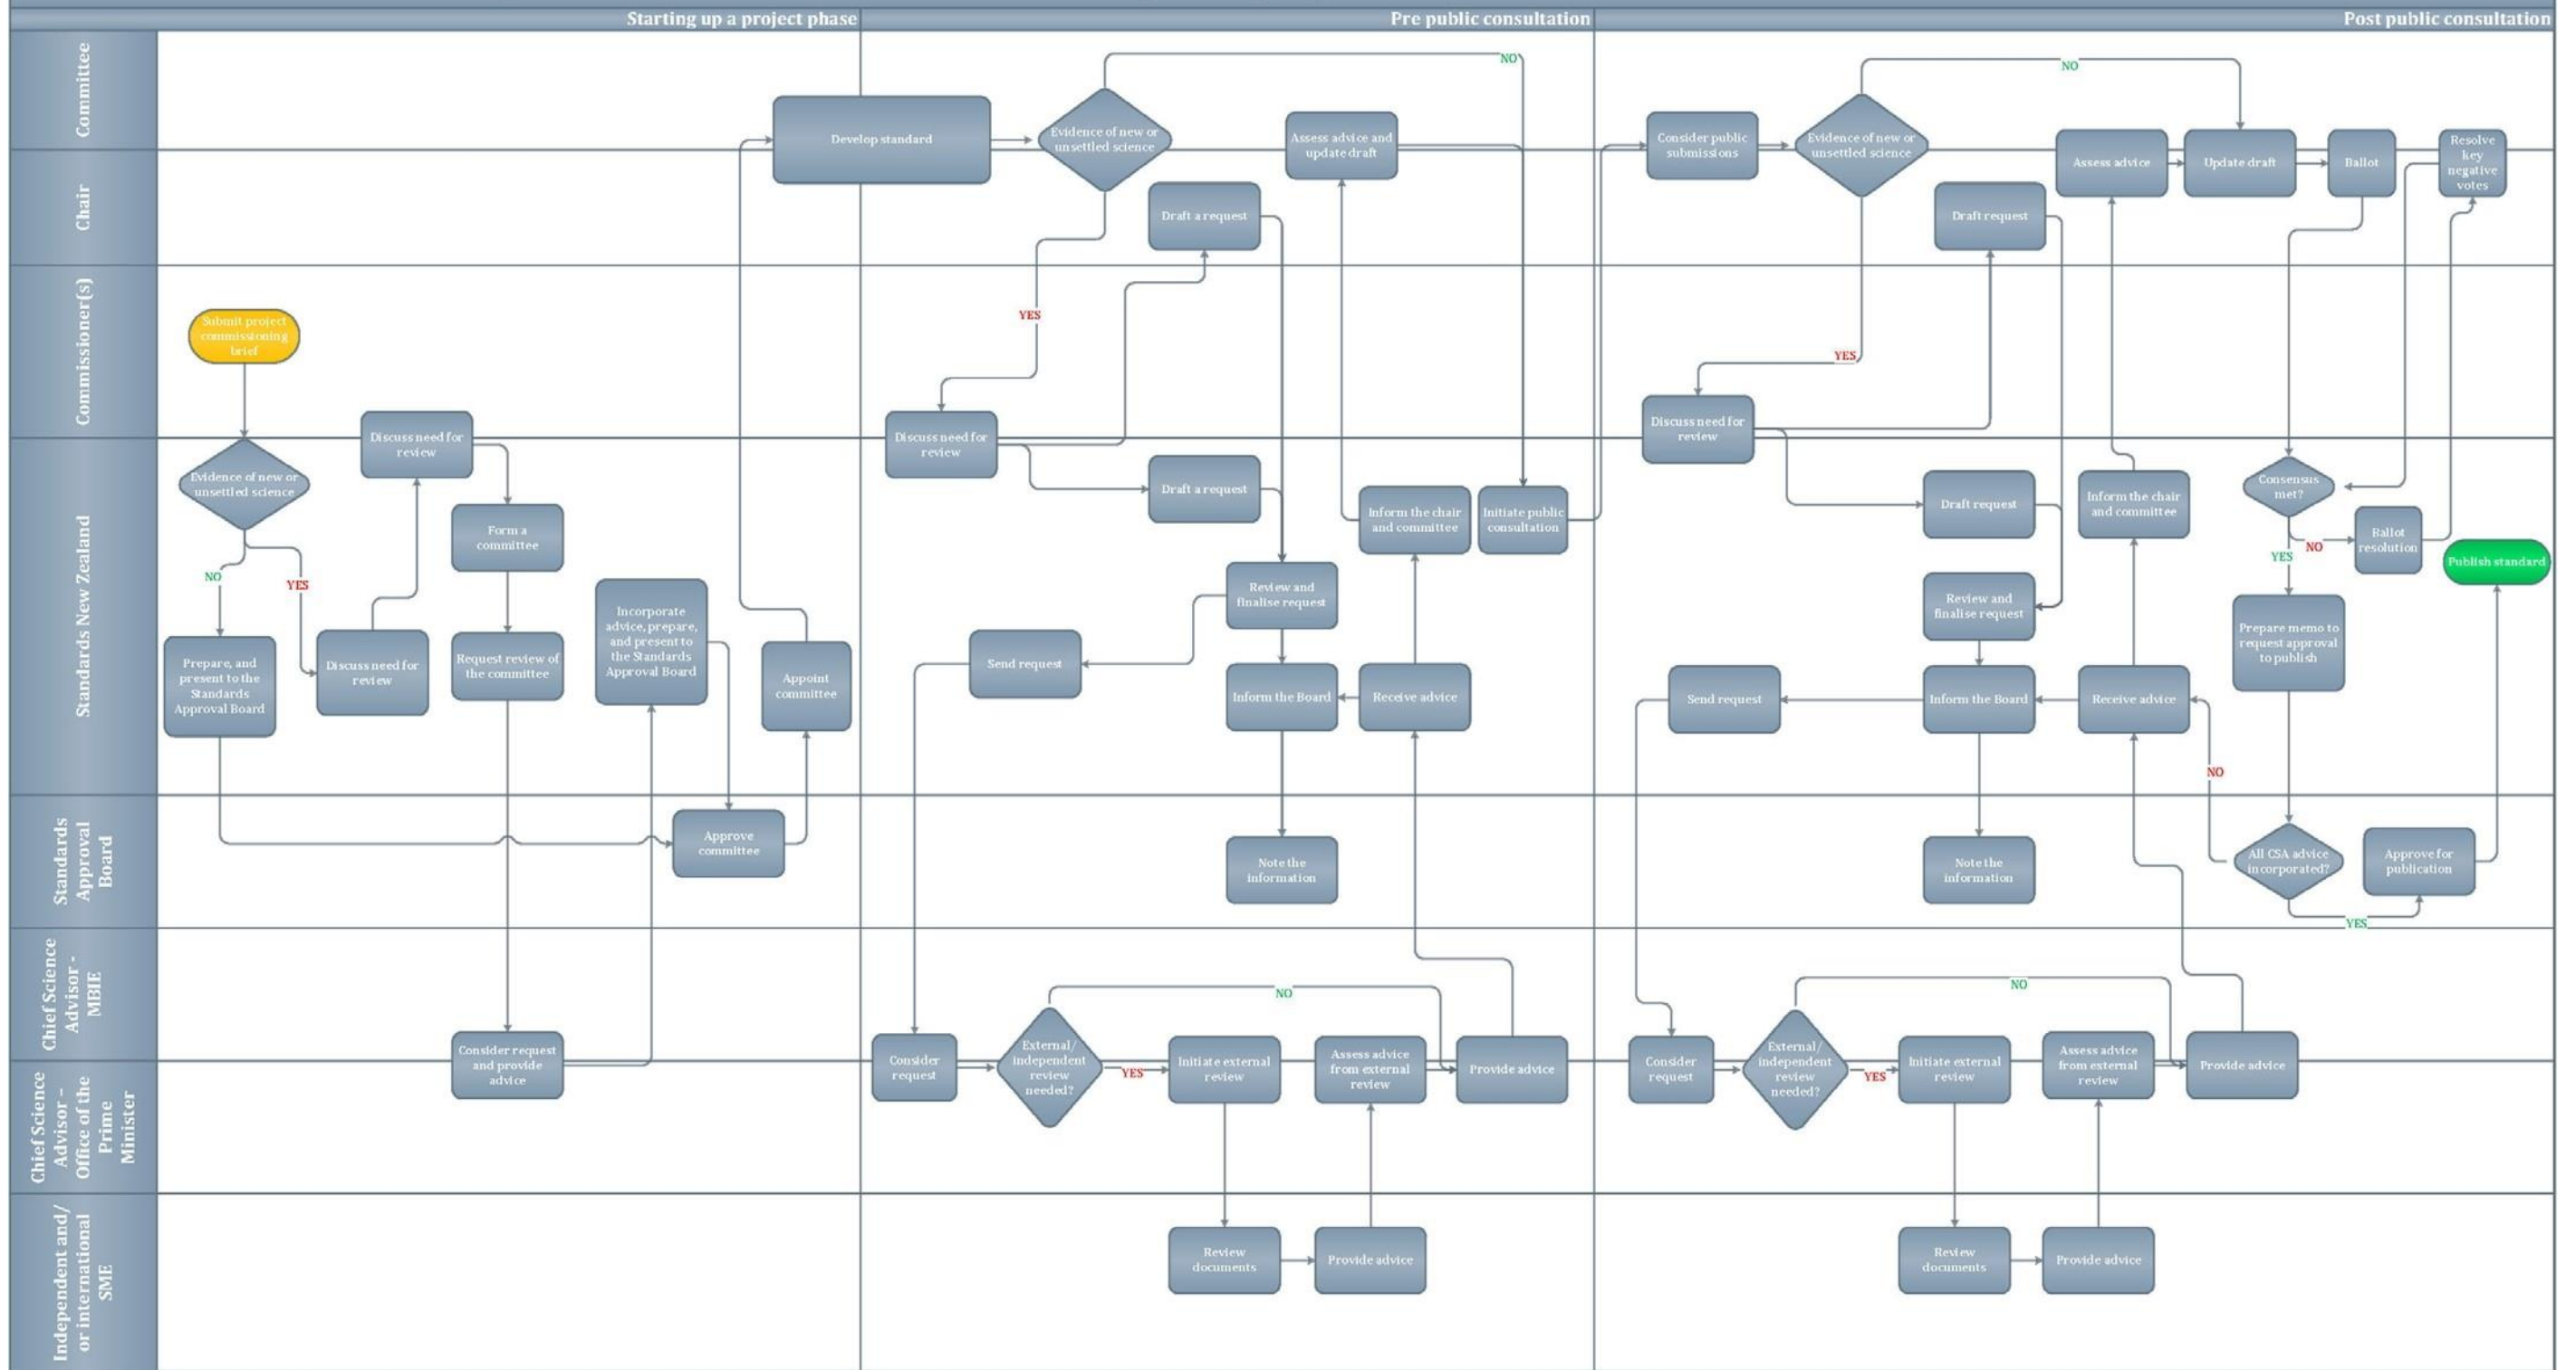 Starting up a project phase
Pre public consultation
Post public consultation
Committee
Chair
Commissioner(s)
Standards New Zealand
Standards
Approval
Board
Chief Science
Advisor -
MBIE
Chief Science
Advisor –
Office of the
Prime
Minister
Independent and/
or international
SME
Submit project
commissioning
brief
Evidence of new or
unsettled science
NO
YES
Prepare, and
present to the
Standards
Approval Board
Discuss need for
review
Discuss need for
review
Form a
committee
Request review of
the committee
Consider request
and provide
advice
Incorporate
advice, prepare,
and present to
the Standards
Approval Board
Approve
committee
Appoint
committee
Develop standard
Evidence of new or
unsettled science
NO
YES
Discuss need for
review
Draft a request
Draft a request
Review and
finalise request
Send request
Inform the Board
Note the
information
Receive advice
Inform the chair
and committee
Assess advice and
update draft
Initiate public
consultation
Consider
request
External/
independent
review
needed?
NO
YES
Initiate external
review
Assess advice
from external
review
Provide advice
Review
documents
Provide advice
Consider public
submissions
Evidence of new or
unsettled science
NO
YES
Discuss need for
review
Draft request
Draft request
Review and
finalise request
Send request
Inform the Board
Note the
information
Receive advice
Inform the chair
and committee
Assess advice
Update draft
Ballot
Resolve
key
negative
votes
Consensus
met?
YES
NO
Ballot
resolution
Publish standard
Prepare memo to
request approval
to publish
NO
All CSA advice
incorporated?
YES
Approve for
publication
Consider
request
External/
independent
review
needed?
NO
YES
Initiate external
review
Assess advice
from external
review
Provide advice
Review
documents
Provide advice